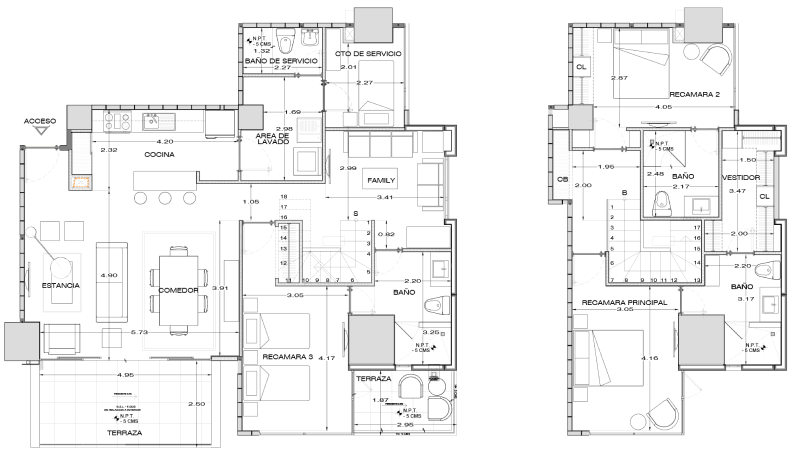 N.P.T.
- 5 CMS
1.32
BAÑO DE SERVICIO
2.27
CTO DE SERVICIO
2.01
2.27
ACCESO
1.69
2.98
AREA DE
LAVADO
4.20
2.32
COCINA
2.99
FAMILY
3.41
1.05
18
17
16
15
14
13
12
11
10
9
8
7
6
S
1
2
3
4
5
0.82
4.90
ESTANCIA
COMEDOR
3.91
5.73
3.05
2.20
BAÑO
3.25
N.P.T.
- 5 CMS
RECAMARA 3
4.17
4.95
2.50
N.P.T.
- 5 CMS
TERRAZA
TERRAZA
1.87
N.P.T.
- 5 CMS
2.95
CL
2.87
RECAMARA 2
4.05
CB
1.95
2.00
N.P.T.
- 5 CMS
2.48
BAÑO
2.17
1.50
VESTIDOR
3.47
CL
2.00
B
1
2
3
4
5
6
7
8
9
10
11
12
13
14
15
16
17
2.20
BAÑO
3.17
N.P.T.
- 5 CMS
RECAMARA PRINCIPAL
3.05
4.16